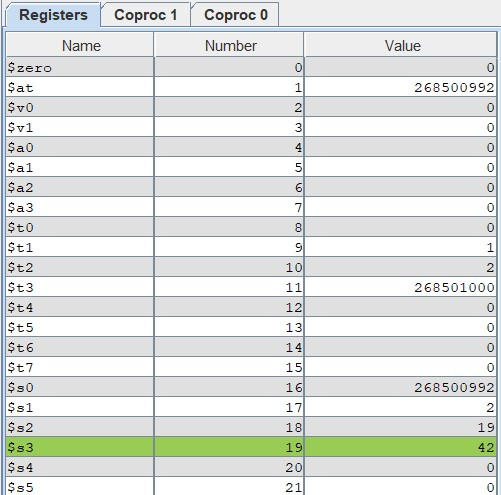 Registers Coproc 1 Coproc 0
Name Number Value
$zero 0 0
$at 1 268500992
$v0 2 0
$v1 3 0
$a0 4 0
$a1 5 0
$a2 6 0
$a3 7 0
$t0 8 0
$t1 9 1
$t2 10 2
$t3 11 268501000
$t4 12 0
$t5 13 0
$t6 14 0
$t7 15 0
$s0 16 268500992
$s1 17 2
$s2 18 19
$s3 19 42
$s4 20 0
$s5 21 0